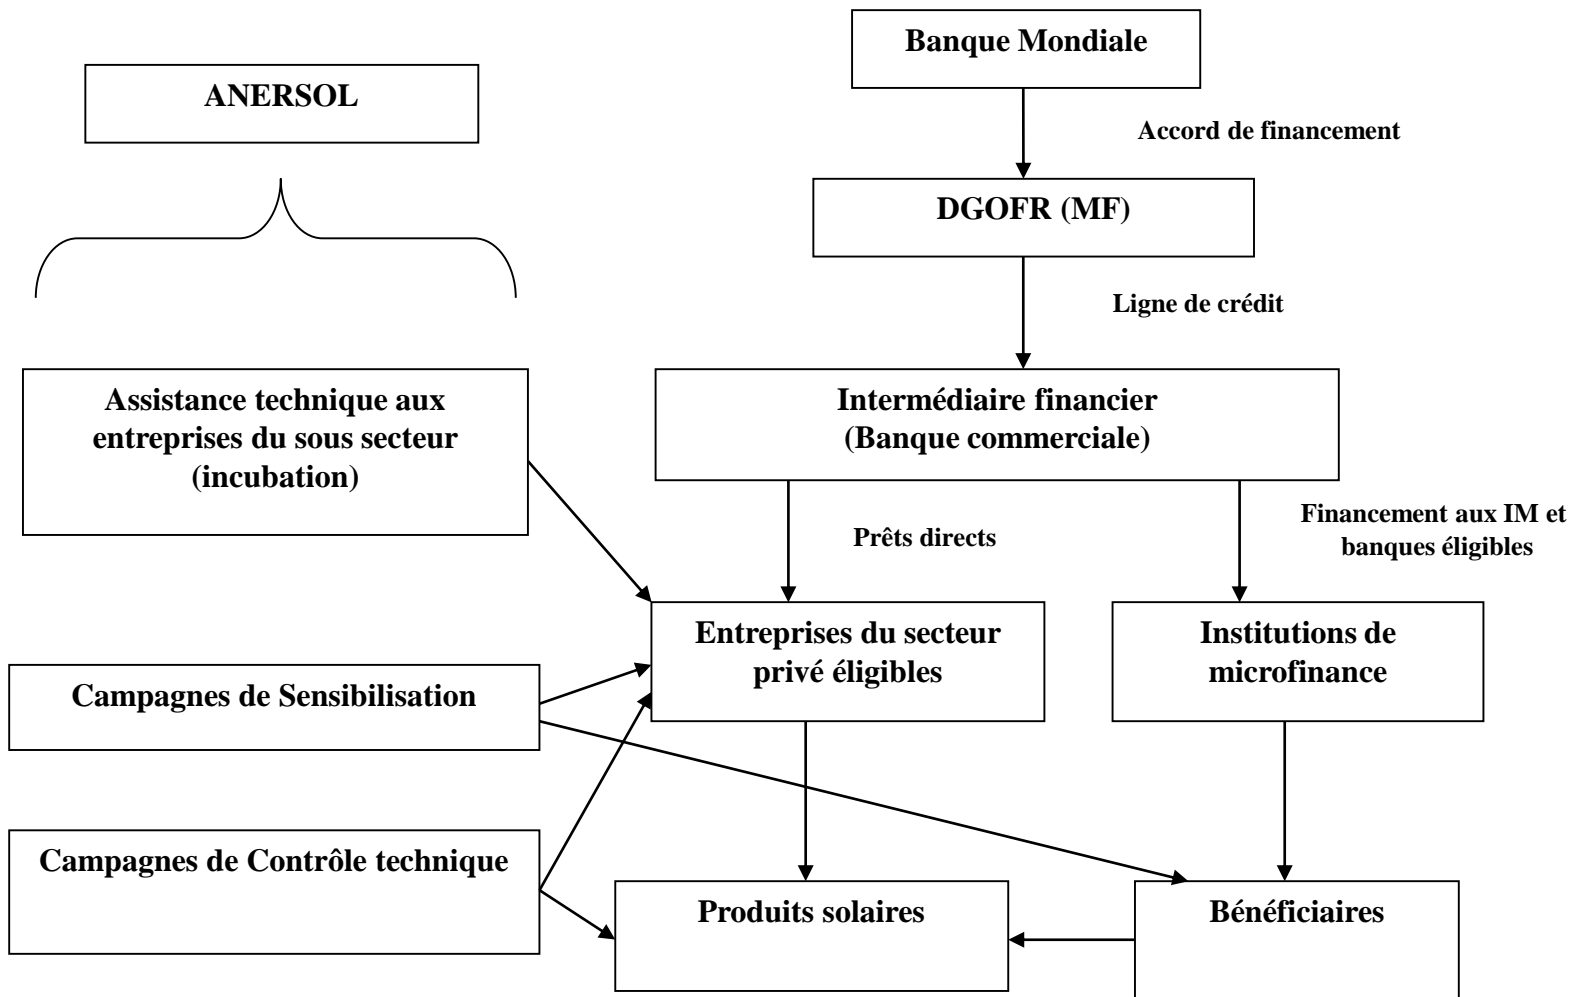 Banque Mondiale
ANERSOL
Accord de financement
DGOFR (MF)
Ligne de crédit
Assistance technique aux
entreprises du sous secteur
(incubation)
Intermédiaire financier
(Banque commerciale)
Prêts directs
Financement aux IM et
banques éligibles
Entreprises du secteur
privé éligibles
Institutions de
microfinance
Campagnes de Sensibilisation
Campagnes de Contrôle technique
Produits solaires
Bénéficiaires